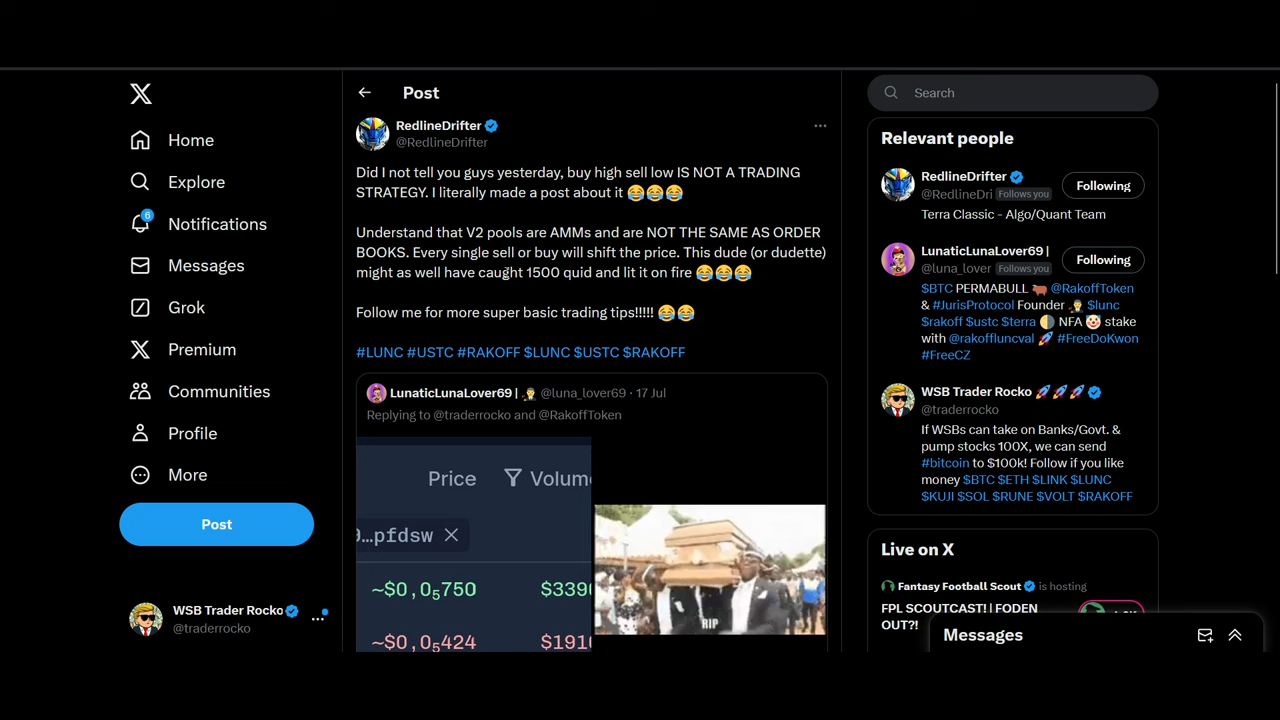 Home
Explore
6
Notifications
Messages
Grok
Premium
Communities
Profile
More
Post
WSB Trader Rocko
@traderrocko
Post
RedlineDrifter
@RedlineDrifter
Did I not tell you guys yesterday, buy high sell low IS NOT A TRADING
STRATEGY. I literally made a post about it 😂😂😂
Understand that V2 pools are AMMs and are NOT THE SAME AS ORDER
BOOKS. Every single sell or buy will shift the price. This dude (or dudette)
might as well have caught 1500 quid and lit it on fire 😂😂😂
Follow me for more super basic trading tips!!!!! 😂😂
#LUNC #USTC #RAKOFF $LUNC $USTC $RAKOFF
LunaticLunaLover69 | @luna_lover69 · 17 Jul
Replying to @traderrocko and @RakoffToken
Price Volum
…pfdsw ×
~$0,0₅750 $339
~$0,0₅424 $191
RIP
Search
Relevant people
RedlineDrifter
@RedlineDri Follows you
Following
Terra Classic - Algo/Quant Team
LunaticLunaLover69 |
@luna_lover Follows you
Following
$BTC PERMABULL 🐂 @RakoffToken
& #JurisProtocol Founder 👨‍⚖️ $lunc
$rakoff $ustc $terra 🌗 NFA 🤡 stake
with @rakoffluncval 🚀 #FreeDoKwon
#FreeCZ
WSB Trader Rocko 🚀🚀🚀
@traderrocko
If WSBs can take on Banks/Govt. &
pump stocks 100X, we can send
#bitcoin to $100k! Follow if you like
money $BTC $ETH $LINK $LUNC
$KUJI $SOL $RUNE $VOLT $RAKOFF
Live on X
Fantasy Football Scout is hosting
FPL SCOUTCAST! | FODEN
OUT?!
Messages